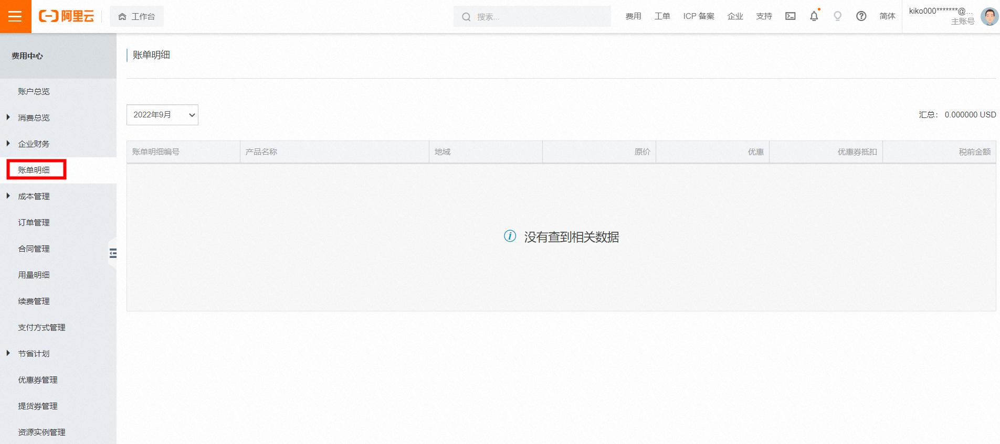 阿里云
工作台
搜索...
费用
工单
ICP 备案
企业
支持
简体
kiko000*******@...
主账号
费用中心
账户总览
消费总览
企业财务
账单明细
成本管理
订单管理
合同管理
用量明细
续费管理
支付方式管理
节省计划
优惠券管理
提货券管理
资源实例管理
账单明细
2022年9月
汇总： 0.000000 USD
账单明细编号 产品名称 地域 原价 优惠 优惠券抵扣 税前金额
没有查到相关数据